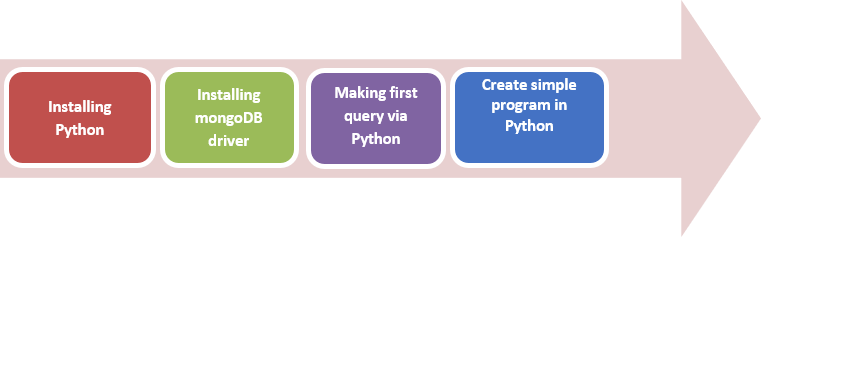 Installing
Python
Installing
mongoDB
driver
Making first
query via
Python
Create simple
program in
Python